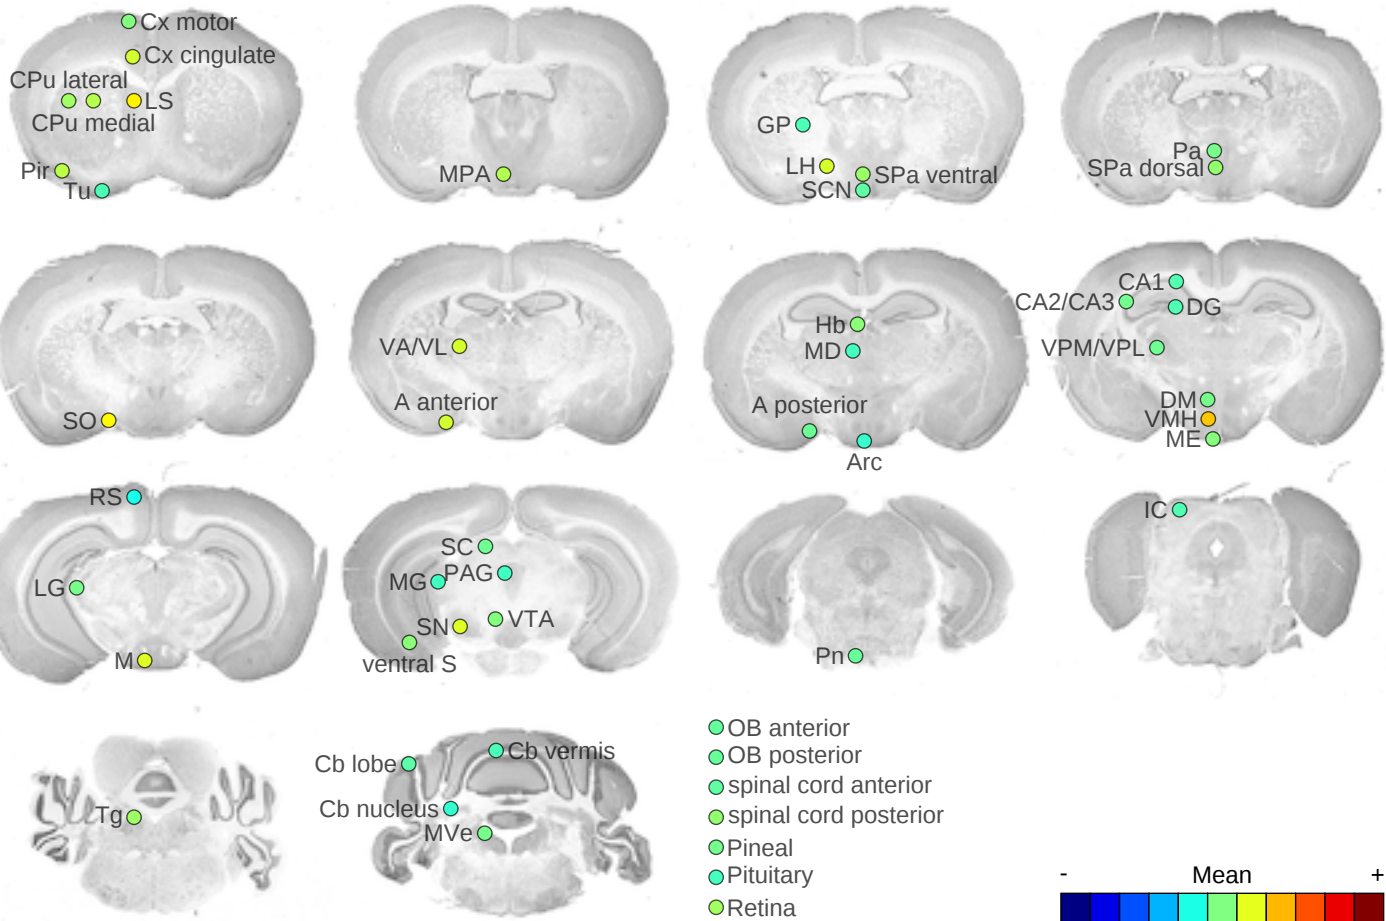 Cx motor
Cx cingulate
CPu lateral
LS
CPu medial
Pir
Tu
MPA
GP
LH
SPa ventral
SCN
Pa
SPa dorsal
SO
VA/VL
A anterior
Hb
MD
A posterior
Arc
CA1
CA2/CA3
DG
VPM/VPL
DM
VMH
ME
RS
LG
M
SC
MG
PAG
SN
VTA
ventral S
Pn
IC
Tg
Cb lobe
Cb vermis
Cb nucleus
MVe
OB anterior
OB posterior
spinal cord anterior
spinal cord posterior
Pineal
Pituitary
Retina
- Mean +